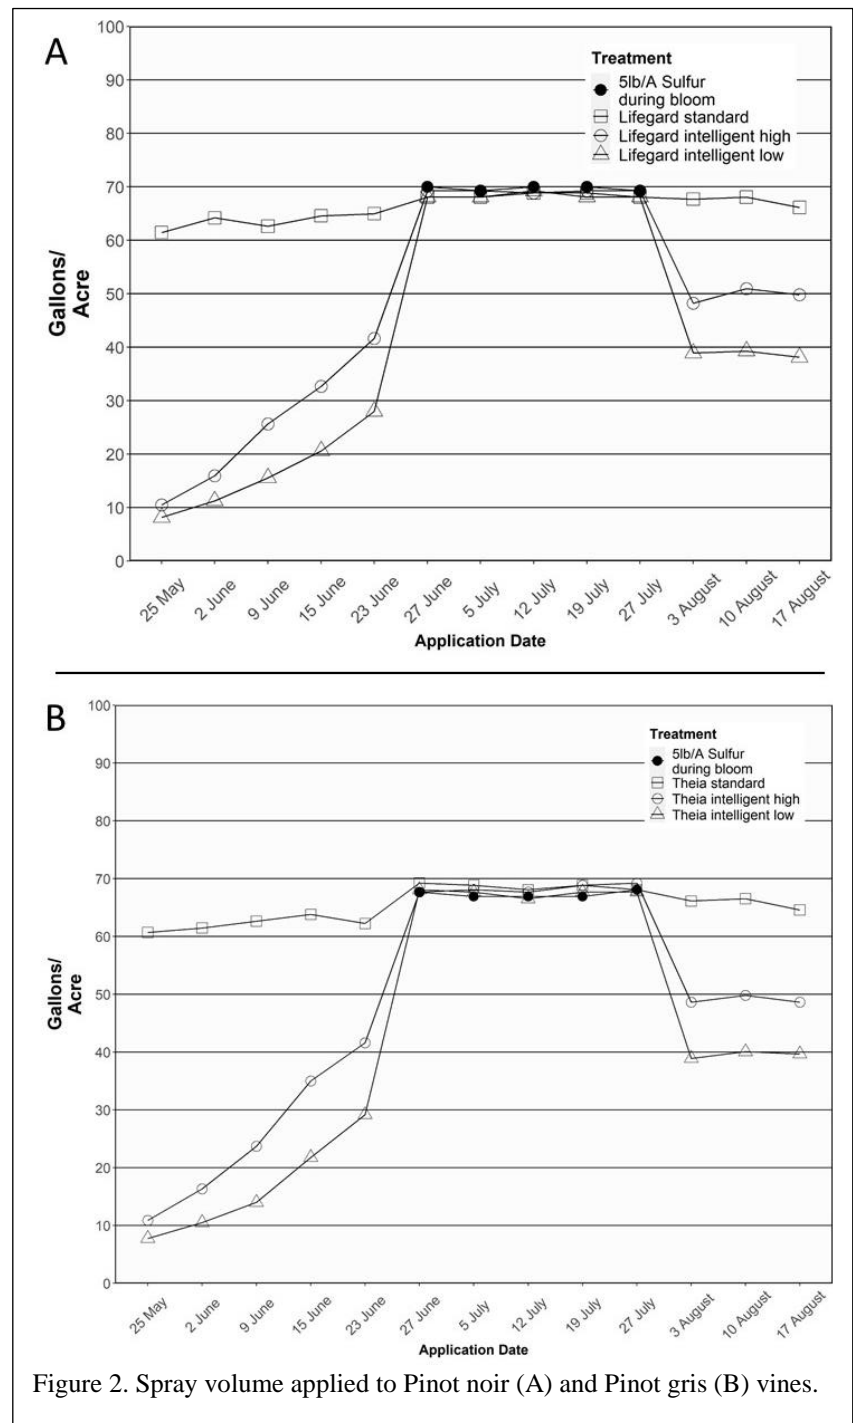 A
100
90
80
70
60
50
40
30
20
10
0
Gallons/
Acre
Treatment
5lb/A Sulfur
during bloom
Lifegard standard
Lifegard intelligent high
Lifegard intelligent low
25 May
2 June
9 June
15 June
23 June
27 June
5 July
12 July
19 July
27 July
3 August
10 August
17 August
Application Date
B
100
90
80
70
60
50
40
30
20
10
0
Gallons/
Acre
Treatment
5lb/A Sulfur
during bloom
Theia standard
Theia intelligent high
Theia intelligent low
25 May
2 June
9 June
15 June
23 June
27 June
5 July
12 July
19 July
27 July
3 August
10 August
17 August
Application Date
Figure 2. Spray volume applied to Pinot noir (A) and Pinot gris (B) vines.